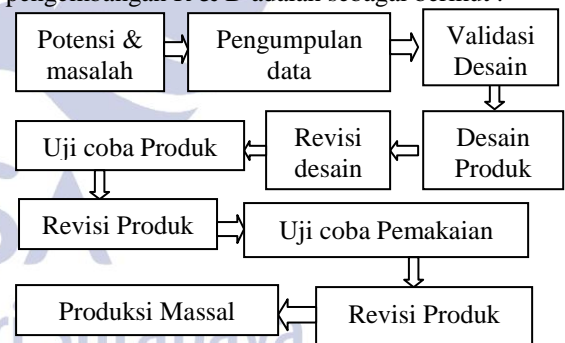 pengembangan R & D adalah sebagai berikut :
Potensi &
masalah
Pengumpulan
data
Validasi
Desain
Desain
Produk
Revisi
desain
Uji coba Produk
Revisi Produk
Uji coba Pemakaian
Revisi Produk
Produksi Massal